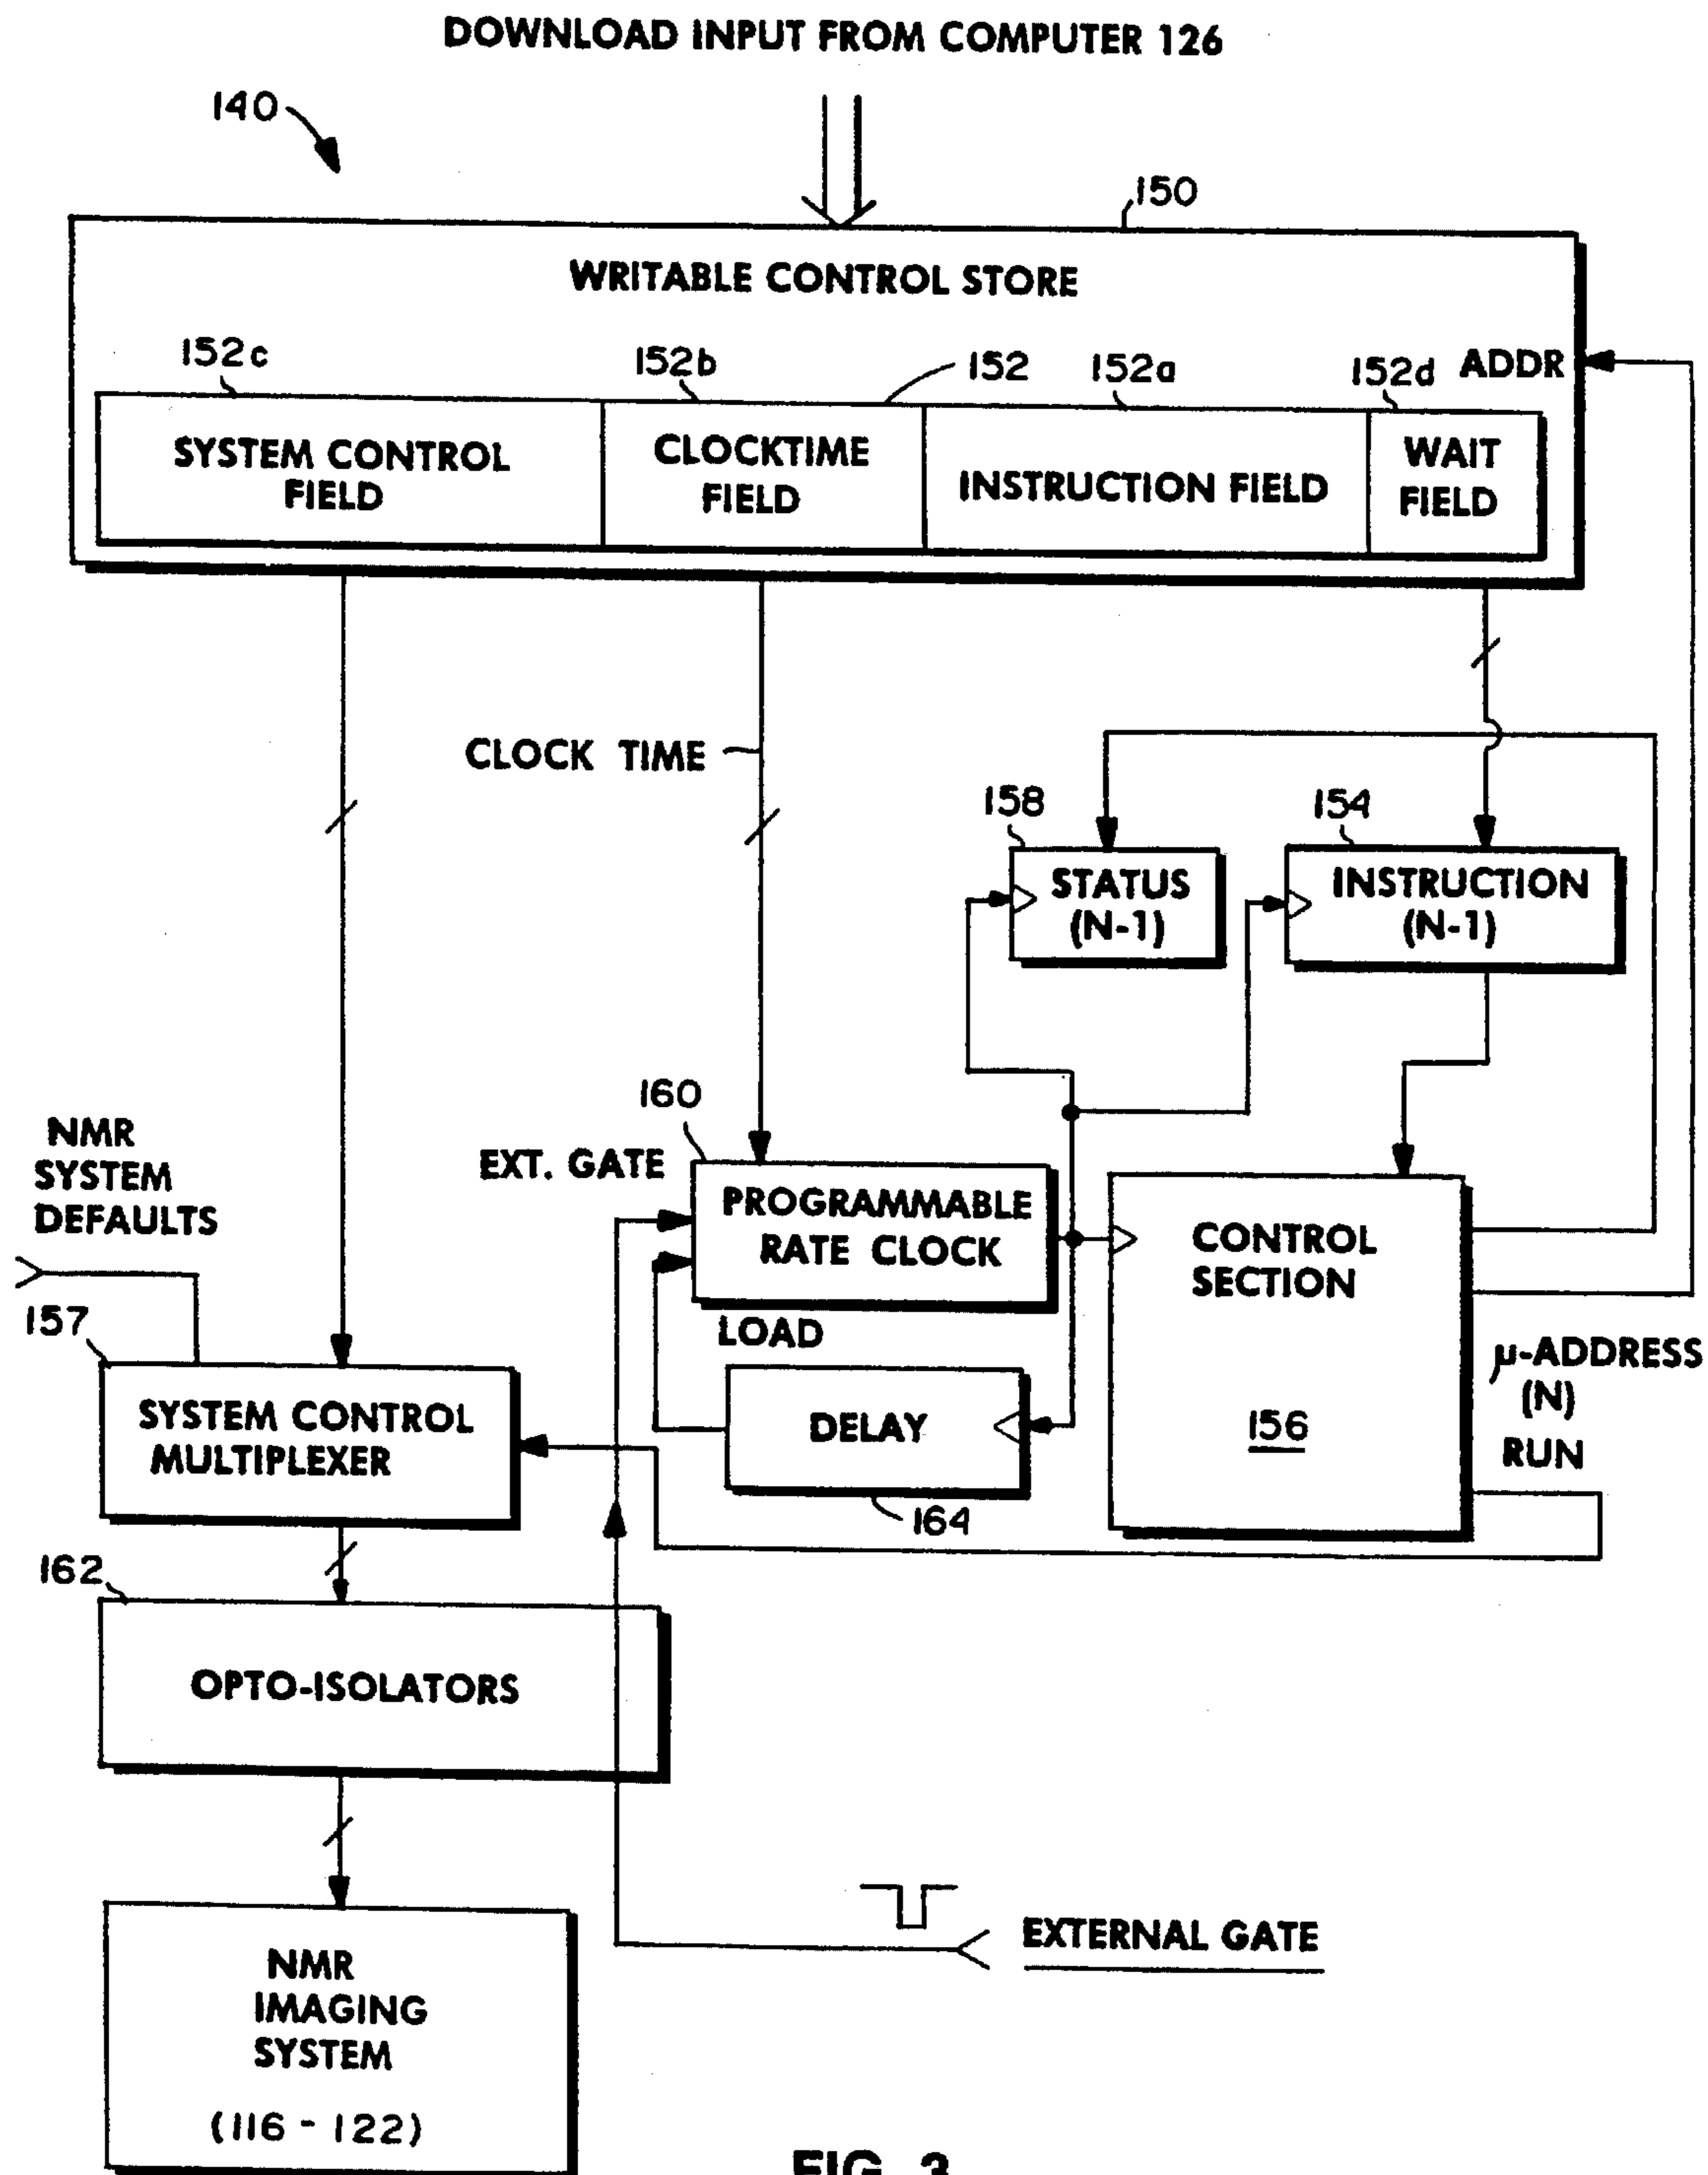 DOWNLOAD INPUT FROM COMPUTER 126
140
150
WRITABLE CONTROL STORE
152c
152b
152
152a
152d
ADDR
SYSTEM CONTROL
FIELD
CLOCKTIME
FIELD
INSTRUCTION FIELD
WAIT
FIELD
CLOCK TIME
158
154
STATUS
(N-1)
INSTRUCTION
(N-1)
160
NMR
SYSTEM
DEFAULTS
EXT. GATE
PROGRAMMABLE
RATE CLOCK
CONTROL
SECTION
157
LOAD
μ-ADDRESS
(N)
RUN
SYSTEM CONTROL
MULTIPLEXER
DELAY
156
164
162
OPTO-ISOLATORS
EXTERNAL GATE
NMR
IMAGING
SYSTEM
(116 - 122)
FIG. 3